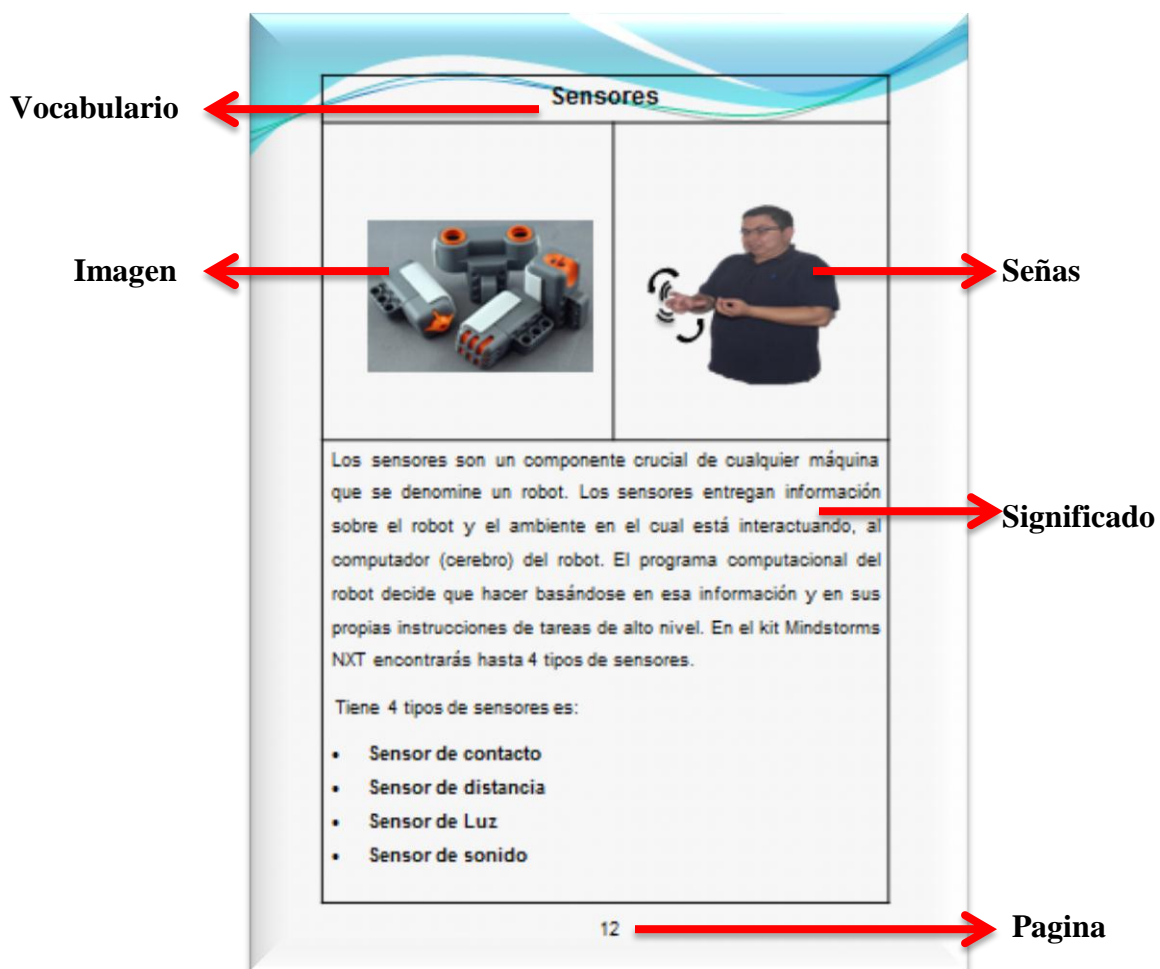 Sensores
Vocabulario
Imagen
Señas
Los sensores son un componente crucial de cualquier máquina
que se denomine un robot. Los sensores entregan información
Significado
sobre el robot y el ambiente en el cual está interactuando, al
computador (cerebro) del robot. El programa computacional del
robot decide que hacer basándose en esa información y en sus
propias instrucciones de tareas de alto nivel. En el kit Mindstorms
NXT encontrarás hasta 4 tipos de sensores.
Tiene 4 tipos de sensores es:
• Sensor de contacto
• Sensor de distancia
• Sensor de Luz
• Sensor de sonido
12
Pagina